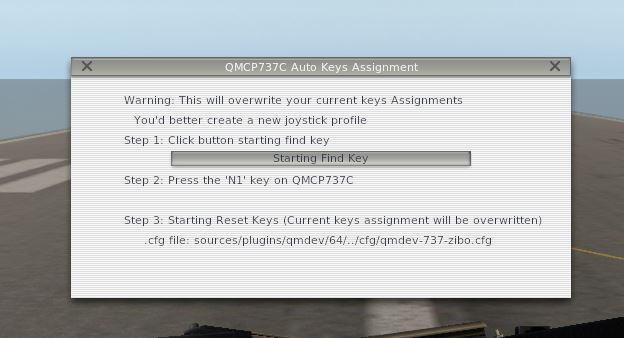 QMCP737C Auto Keys Assignment
Warning: This will overwrite your current keys Assignments
You'd better create a new joystick profile
Step 1: Click button starting find key
Starting Find Key
Step 2: Press the 'N1' key on QMCP737C
Step 3: Starting Reset Keys (Current keys assignment will be overwritten)
.cfg file: sources/plugins/qmdev/64/../cfg/qmdev-737-zibo.cfg